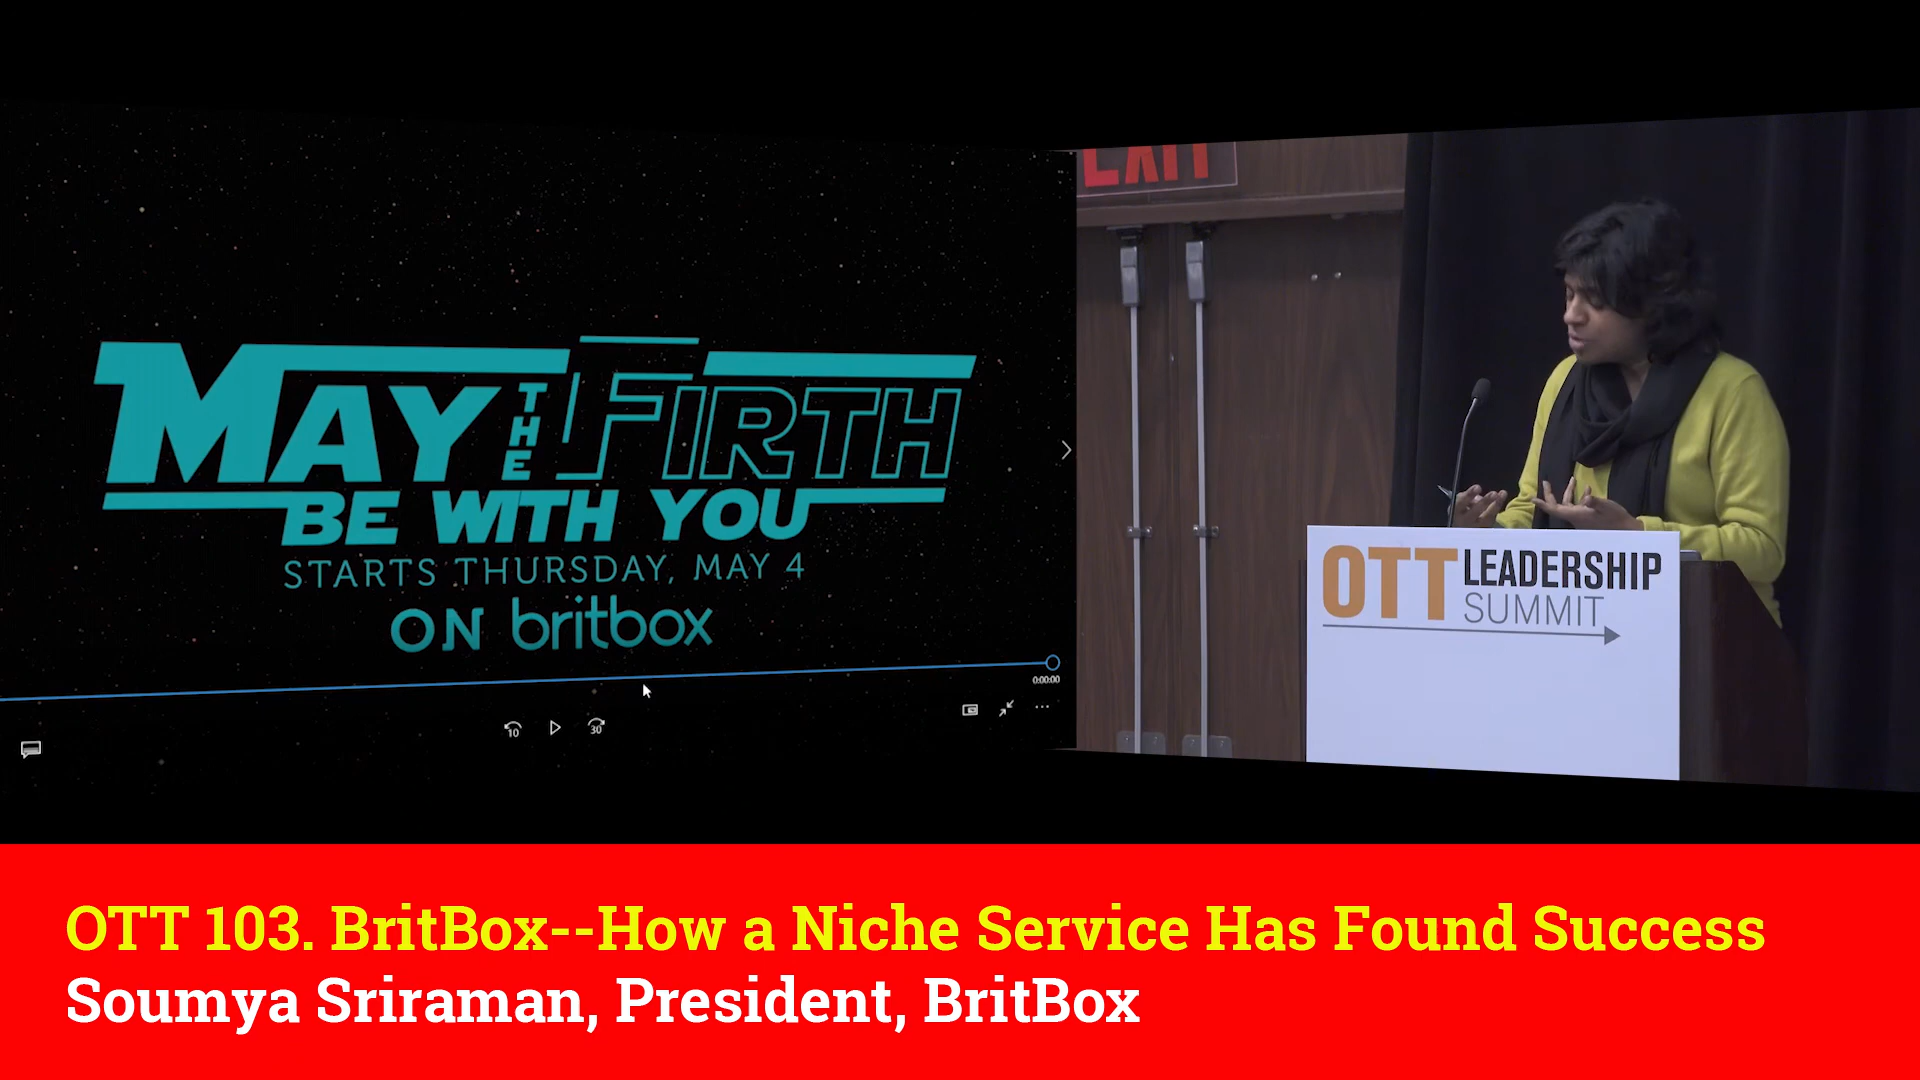 MAY THE FIRTH
BE WITH YOU
STARTS THURSDAY, MAY 4
ON britbox
0:00:00
10
30
EXIT
OTT LEADERSHIP
SUMMIT
OTT 103. BritBox--How a Niche Service Has Found Success
Soumya Sriraman, President, BritBox